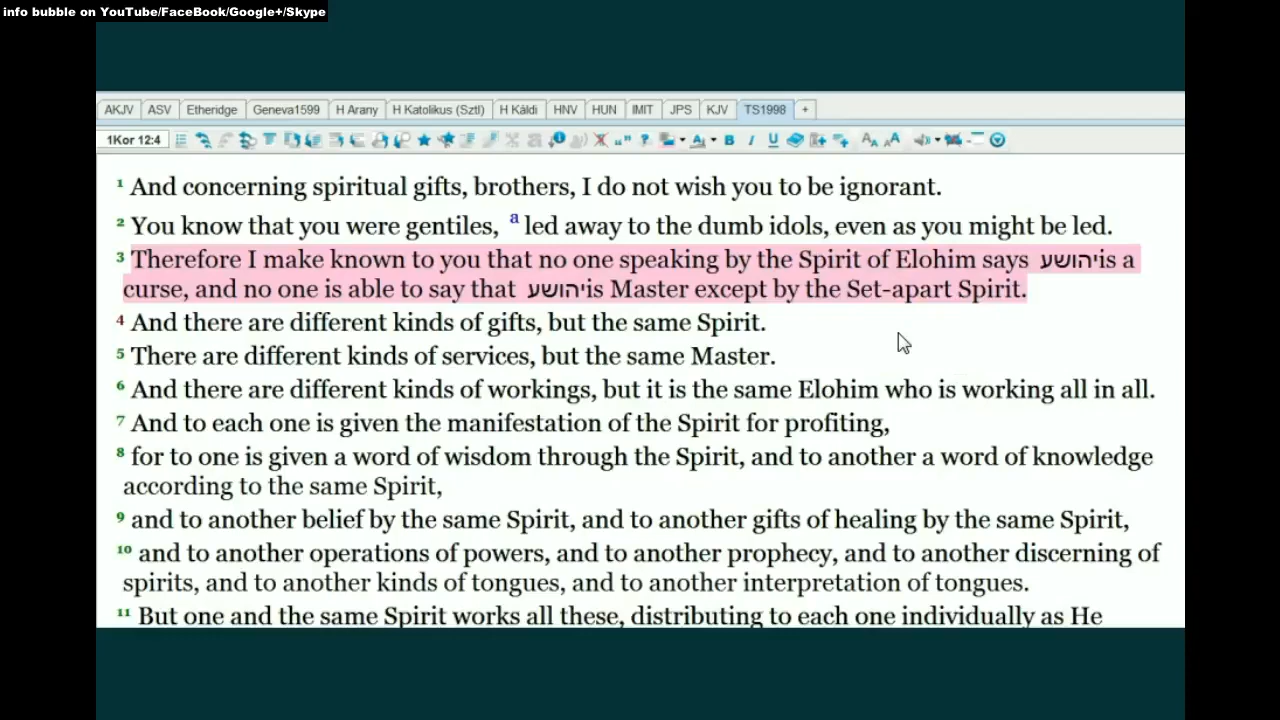 info bubble on YouTube/FaceBook/Google+/Skype
AKJV ASV Etheridge Geneva1599 H Arany H Katolikus (Sztl) H Káldi HNV HUN IMIT JPS KJV TS1998 +
1Kor 12:4
1 And concerning spiritual gifts, brothers, I do not wish you to be ignorant.
2 You know that you were gentiles, a led away to the dumb idols, even as you might be led.
3 Therefore I make known to you that no one speaking by the Spirit of Elohim says יהושע is a
curse, and no one is able to say that יהושע is Master except by the Set-apart Spirit.
4 And there are different kinds of gifts, but the same Spirit.
5 There are different kinds of services, but the same Master.
6 And there are different kinds of workings, but it is the same Elohim who is working all in all.
7 And to each one is given the manifestation of the Spirit for profiting,
8 for to one is given a word of wisdom through the Spirit, and to another a word of knowledge
according to the same Spirit,
9 and to another belief by the same Spirit, and to another gifts of healing by the same Spirit,
10 and to another operations of powers, and to another prophecy, and to another discerning of
spirits, and to another kinds of tongues, and to another interpretation of tongues.
11 But one and the same Spirit works all these, distributing to each one individually as He